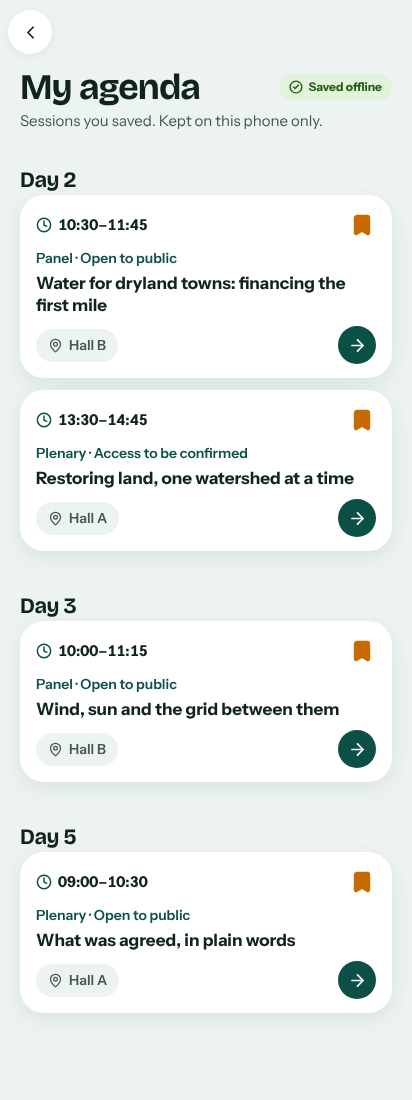 My agenda
Saved offline
Sessions you saved. Kept on this phone only.
Day 2
10:30–11:45
Panel · Open to public
Water for dryland towns: financing the
first mile
Hall B
13:30–14:45
Plenary · Access to be confirmed
Restoring land, one watershed at a time
Hall A
Day 3
10:00–11:15
Panel · Open to public
Wind, sun and the grid between them
Hall B
Day 5
09:00–10:30
Plenary · Open to public
What was agreed, in plain words
Hall A